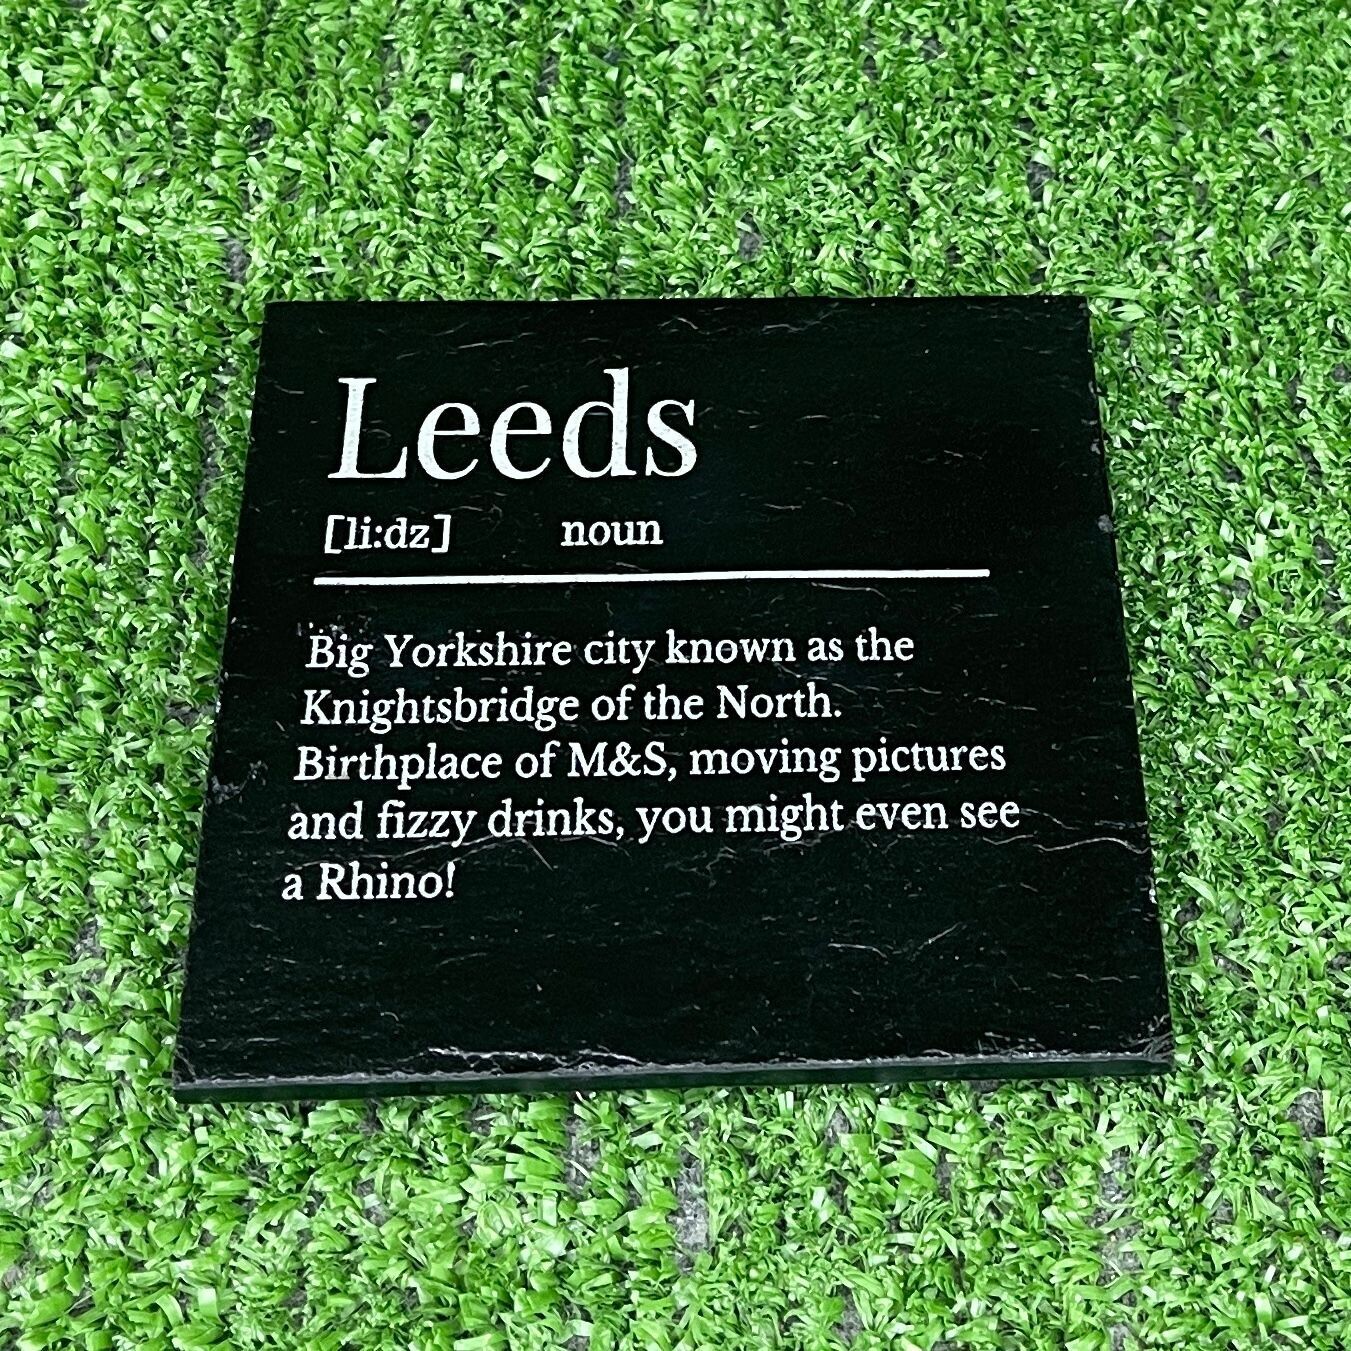 Leeds
[li:dz] noun
Big Yorkshire city known as the
Knightsbridge of the North.
Birthplace of M&S, moving pictures
and fizzy drinks, you might even see
a Rhino!